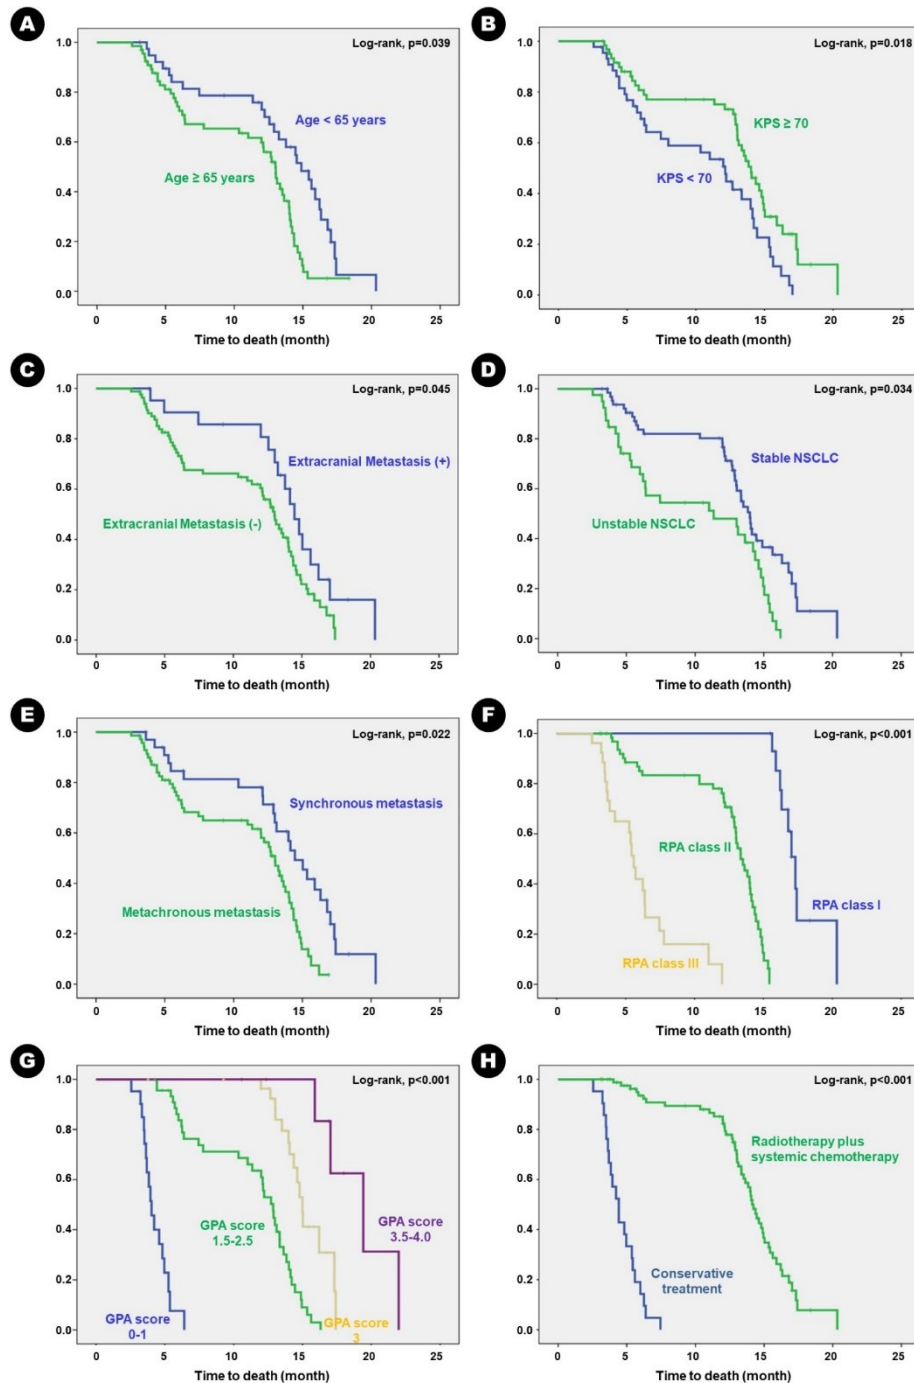 A
Log-rank, p=0.039
1.0
0.8
0.6
0.4
0.2
0.0
Age < 65 years
Age ≥ 65 years
0 5 10 15 20 25
Time to death (month)
B
Log-rank, p=0.018
1.0
0.8
0.6
0.4
0.2
0.0
KPS ≥ 70
KPS < 70
0 5 10 15 20 25
Time to death (month)
C
Log-rank, p=0.045
1.0
0.8
0.6
0.4
0.2
0.0
Extracranial Metastasis (+)
Extracranial Metastasis (-)
0 5 10 15 20 25
Time to death (month)
D
Log-rank, p=0.034
1.0
0.8
0.6
0.4
0.2
0.0
Stable NSCLC
Unstable NSCLC
0 5 10 15 20 25
Time to death (month)
E
Log-rank, p=0.022
1.0
0.8
0.6
0.4
0.2
0.0
Synchronous metastasis
Metachronous metastasis
0 5 10 15 20 25
Time to death (month)
F
Log-rank, p<0.001
1.0
0.8
0.6
0.4
0.2
0.0
RPA class II
RPA class I
RPA class III
0 5 10 15 20 25
Time to death (month)
G
Log-rank, p<0.001
1.0
0.8
0.6
0.4
0.2
0.0
GPA score
1.5-2.5
GPA score
3.5-4.0
GPA score
0-1
GPA score
3
0 5 10 15 20 25
Time to death (month)
H
Log-rank, p<0.001
1.0
0.8
0.6
0.4
0.2
0.0
Radiotherapy plus
systemic chemotherapy
Conservative
treatment
0 5 10 15 20 25
Time to death (month)